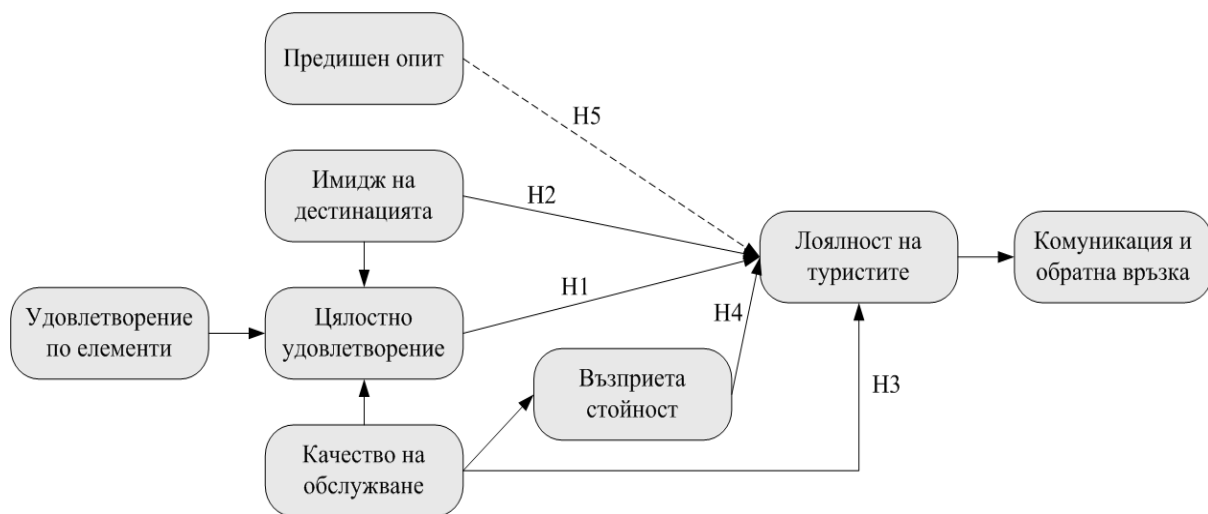 Предишен опит
H5
Имидж на
дестинацията
H2
Лоялност на
туристите
Комуникация и
обратна връзка
H1
Удовлетворение
по елементи
Цялостно
удовлетворение
H4
Възприета
стойност
H3
Качество на
обслужване